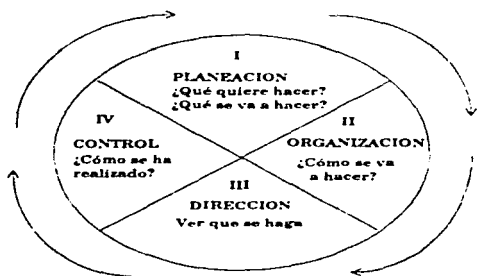 I
PLANEACION
¿Qué quiere hacer?
¿Qué se va a hacer?
II
ORGANIZACION
¿Cómo se va
a hacer?
III
DIRECCION
Ver que se haga
IV
CONTROL
¿Cómo se ha
realizado?